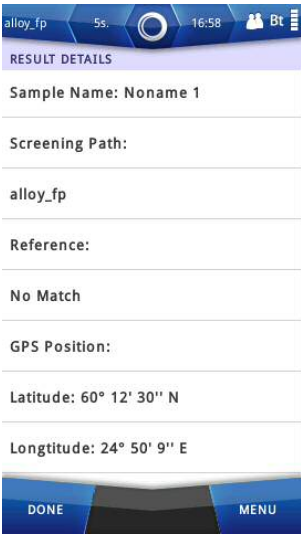 alloy_fp 5s. 16:58 Bt
RESULT DETAILS
Sample Name: Noname 1
Screening Path:
alloy_fp
Reference:
No Match
GPS Position:
Latitude: 60° 12' 30'' N
Longtitude: 24° 50' 9'' E
DONE MENU